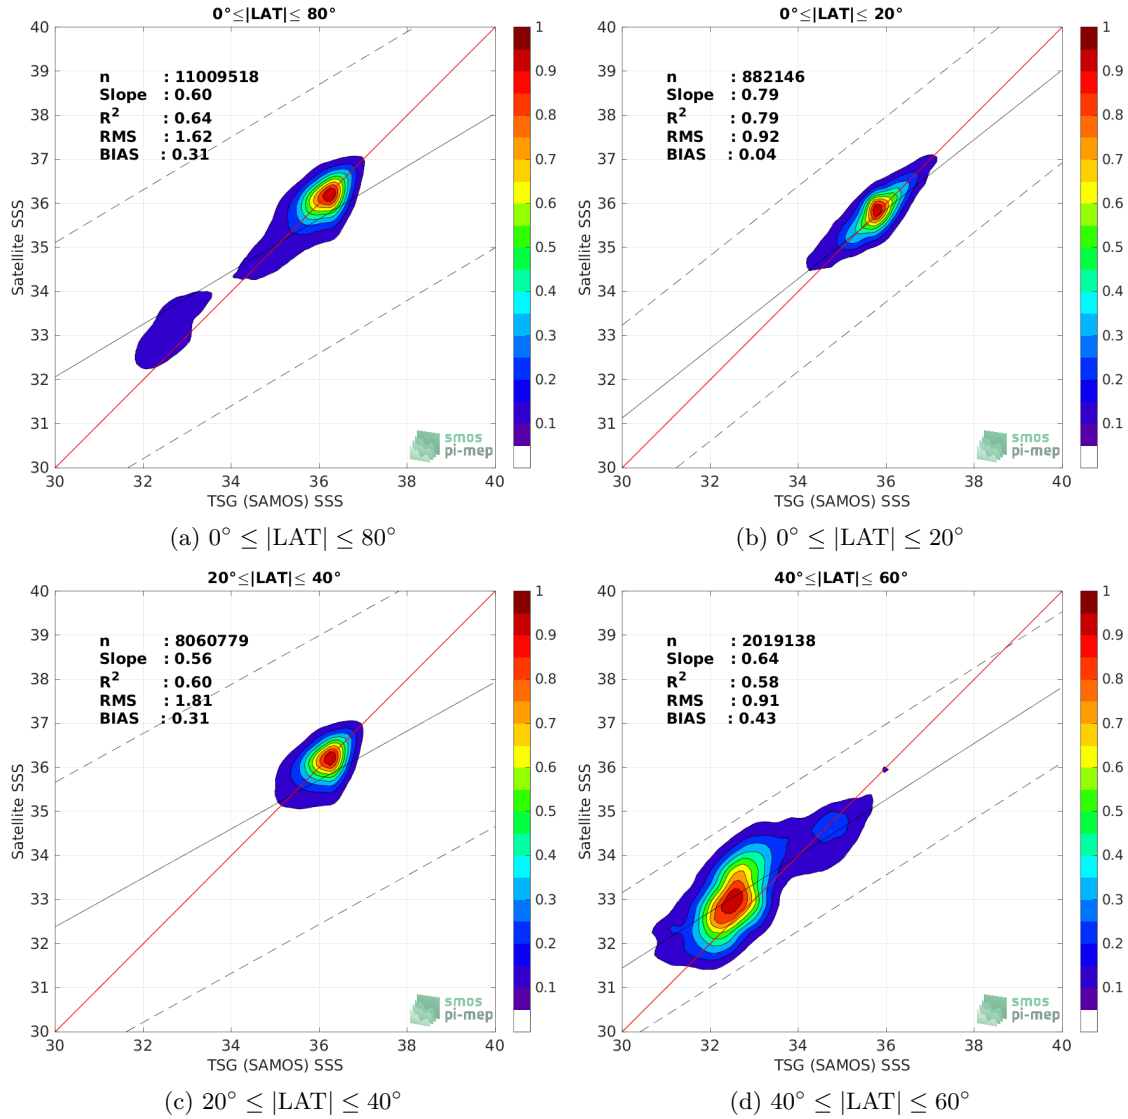 0°≤|LAT|≤ 80°
40
39
38
37
36
35
34
33
32
31
30
Satellite SSS
n : 11009518
Slope : 0.60
R² : 0.64
RMS : 1.62
BIAS : 0.31
smos
pi-mep
30 32 34 36 38 40
TSG (SAMOS) SSS
1
0.9
0.8
0.7
0.6
0.5
0.4
0.3
0.2
0.1
(a) 0° ≤ |LAT| ≤ 80°
0°≤|LAT|≤ 20°
40
39
38
37
36
35
34
33
32
31
30
Satellite SSS
n : 882146
Slope : 0.79
R² : 0.79
RMS : 0.92
BIAS : 0.04
smos
pi-mep
30 32 34 36 38 40
TSG (SAMOS) SSS
1
0.9
0.8
0.7
0.6
0.5
0.4
0.3
0.2
0.1
(b) 0° ≤ |LAT| ≤ 20°
20°≤|LAT|≤ 40°
40
39
38
37
36
35
34
33
32
31
30
Satellite SSS
n : 8060779
Slope : 0.56
R² : 0.60
RMS : 1.81
BIAS : 0.31
smos
pi-mep
30 32 34 36 38 40
TSG (SAMOS) SSS
1
0.9
0.8
0.7
0.6
0.5
0.4
0.3
0.2
0.1
(c) 20° ≤ |LAT| ≤ 40°
40°≤|LAT|≤ 60°
40
39
38
37
36
35
34
33
32
31
30
Satellite SSS
n : 2019138
Slope : 0.64
R² : 0.58
RMS : 0.91
BIAS : 0.43
smos
pi-mep
30 32 34 36 38 40
TSG (SAMOS) SSS
1
0.9
0.8
0.7
0.6
0.5
0.4
0.3
0.2
0.1
(d) 40° ≤ |LAT| ≤ 60°